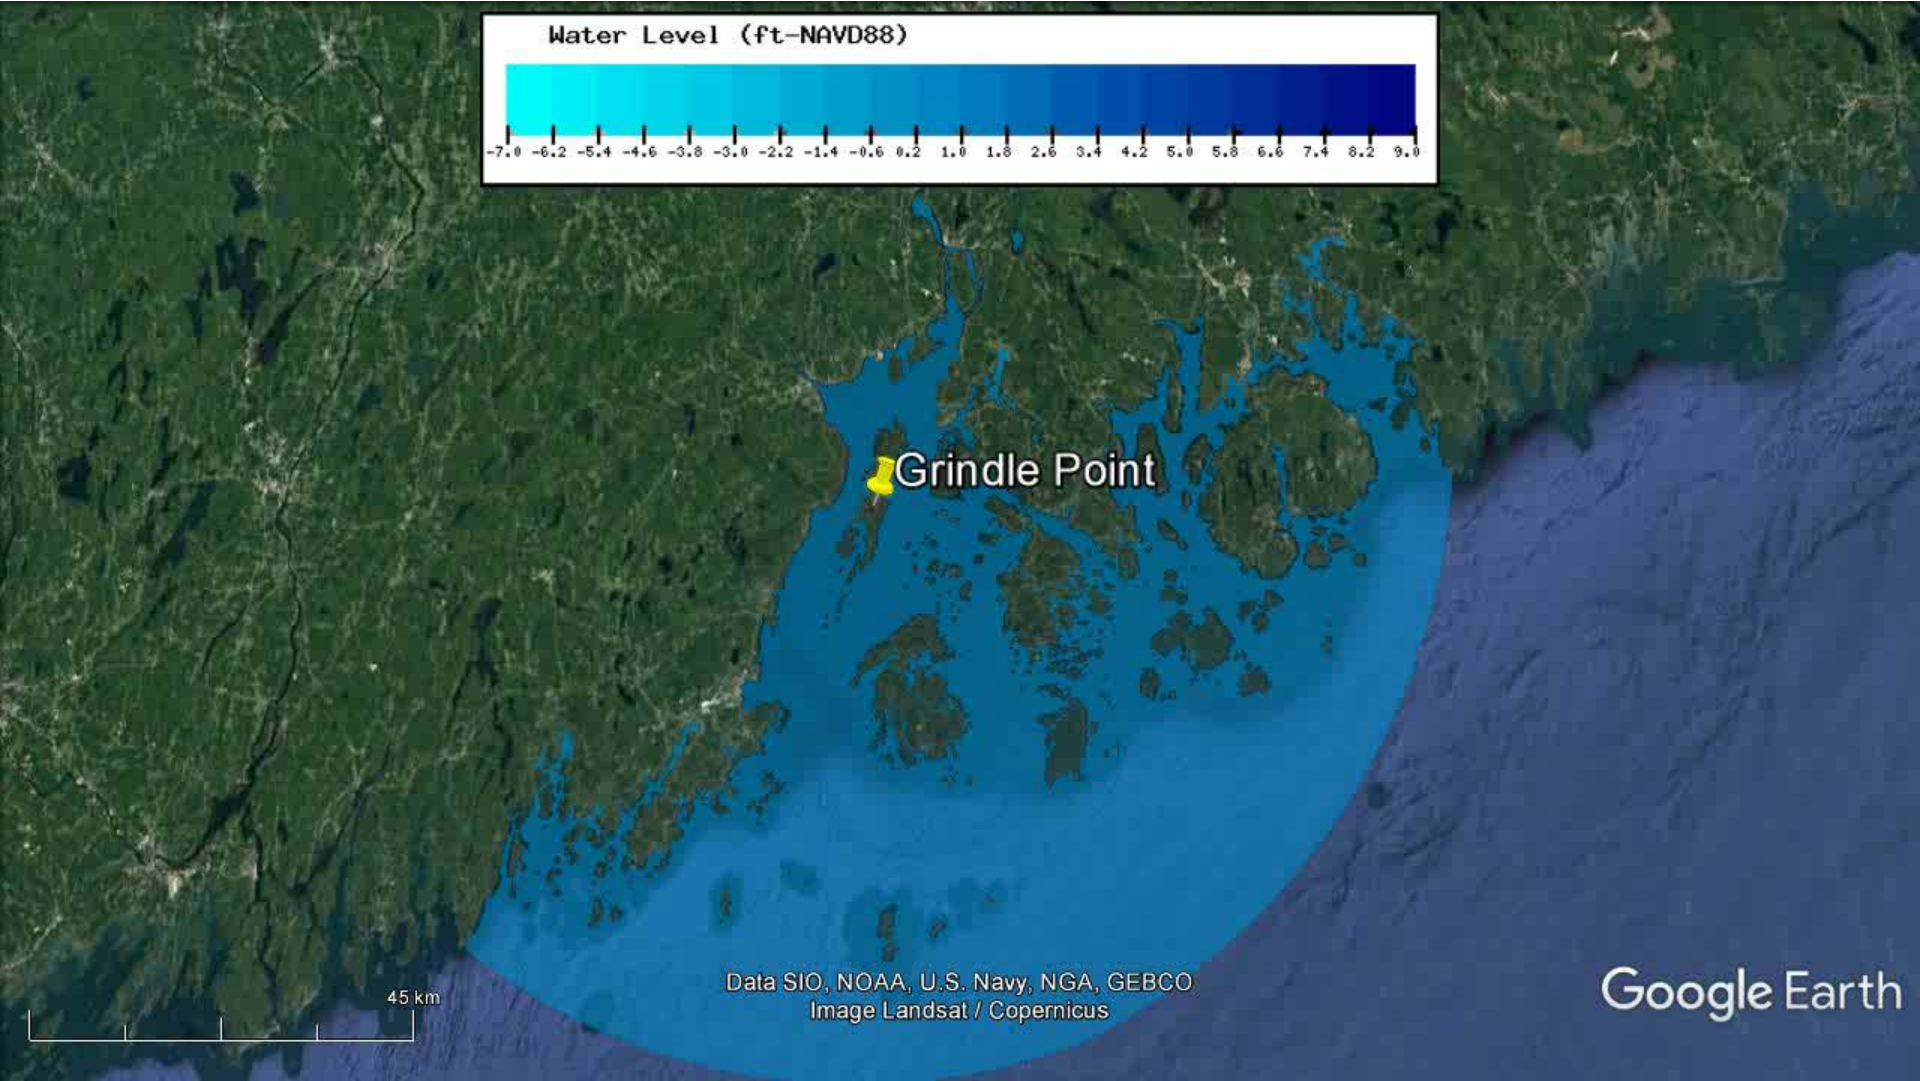 Water Level (ft-NAVD88)
-7.0 -6.2 -5.4 -4.6 -3.8 -3.0 -2.2 -1.4 -0.6 0.2 1.0 1.8 2.6 3.4 4.2 5.0 5.8 6.6 7.4 8.2 9.0
Grindle Point
Data SIO, NOAA, U.S. Navy, NGA, GEBCO
Image Landsat / Copernicus
45 km
Google Earth